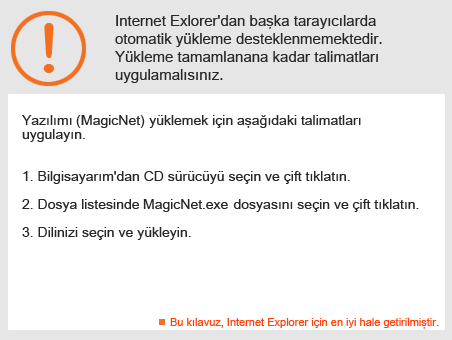 Internet Exlorer'dan başka tarayıcılarda
otomatik yükleme desteklenmemektedir.
Yükleme tamamlanana kadar talimatları
uygulamalısınız.
Yazılımı (MagicNet) yüklemek için aşağıdaki talimatları
uygulayın.
1. Bilgisayarım'dan CD sürücüyü seçin ve çift tıklatın.
2. Dosya listesinde MagicNet.exe dosyasını seçin ve çift tıklatın.
3. Dilinizi seçin ve yükleyin.
Bu kılavuz, Internet Explorer için en iyi hale getirilmiştir.